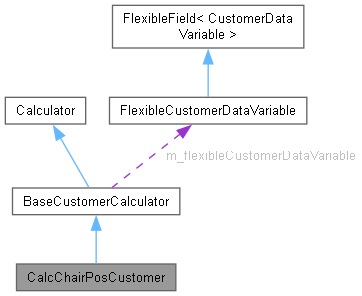 FlexibleField< CustomerData
Variable >
Calculator
FlexibleCustomerDataVariable
m_flexibleCustomerDataVariable
BaseCustomerCalculator
CalcChairPosCustomer